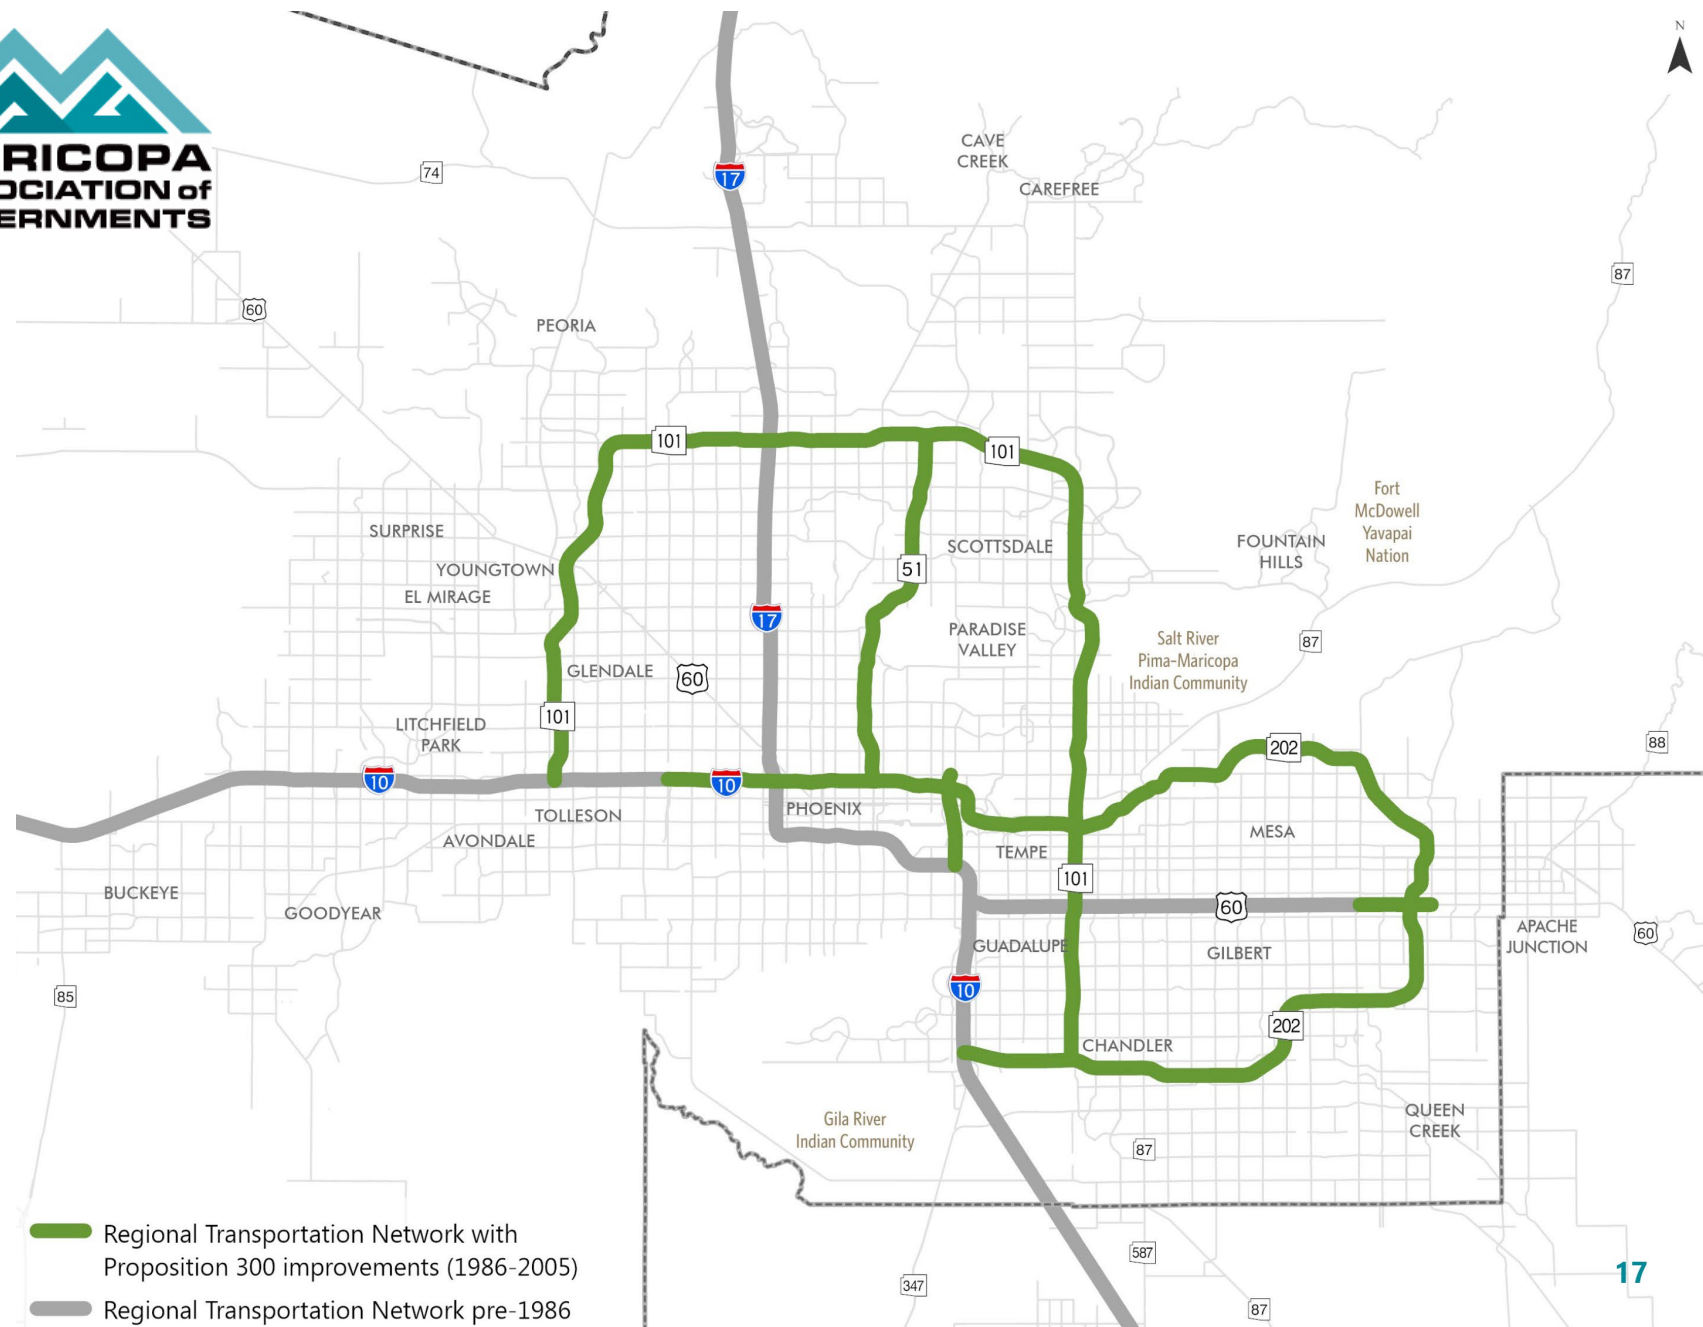 N
RICOPA
OCIATION of
ERNMENTS
CAVE
CREEK
CAREFREE
74
17
87
60
PEORIA
101
101
SURPRISE
YOUNGTOWN
EL MIRAGE
51
SCOTTSDALE
Fort
McDowell
Yavapai
Nation
FOUNTAIN
HILLS
17
PARADISE
VALLEY
Salt River
Pima-Maricopa
Indian Community
87
GLENDALE
60
101
LITCHFIELD
PARK
202
88
10
10
TOLLESON
PHOENIX
AVONDALE
TEMPE
MESA
101
BUCKEYE
GOODYEAR
60
GUADALUPE
GILBERT
APACHE
JUNCTION
60
85
10
202
CHANDLER
Gila River
Indian Community
QUEEN
CREEK
87
587
347
87
Regional Transportation Network with
Proposition 300 improvements (1986-2005)
Regional Transportation Network pre-1986
17